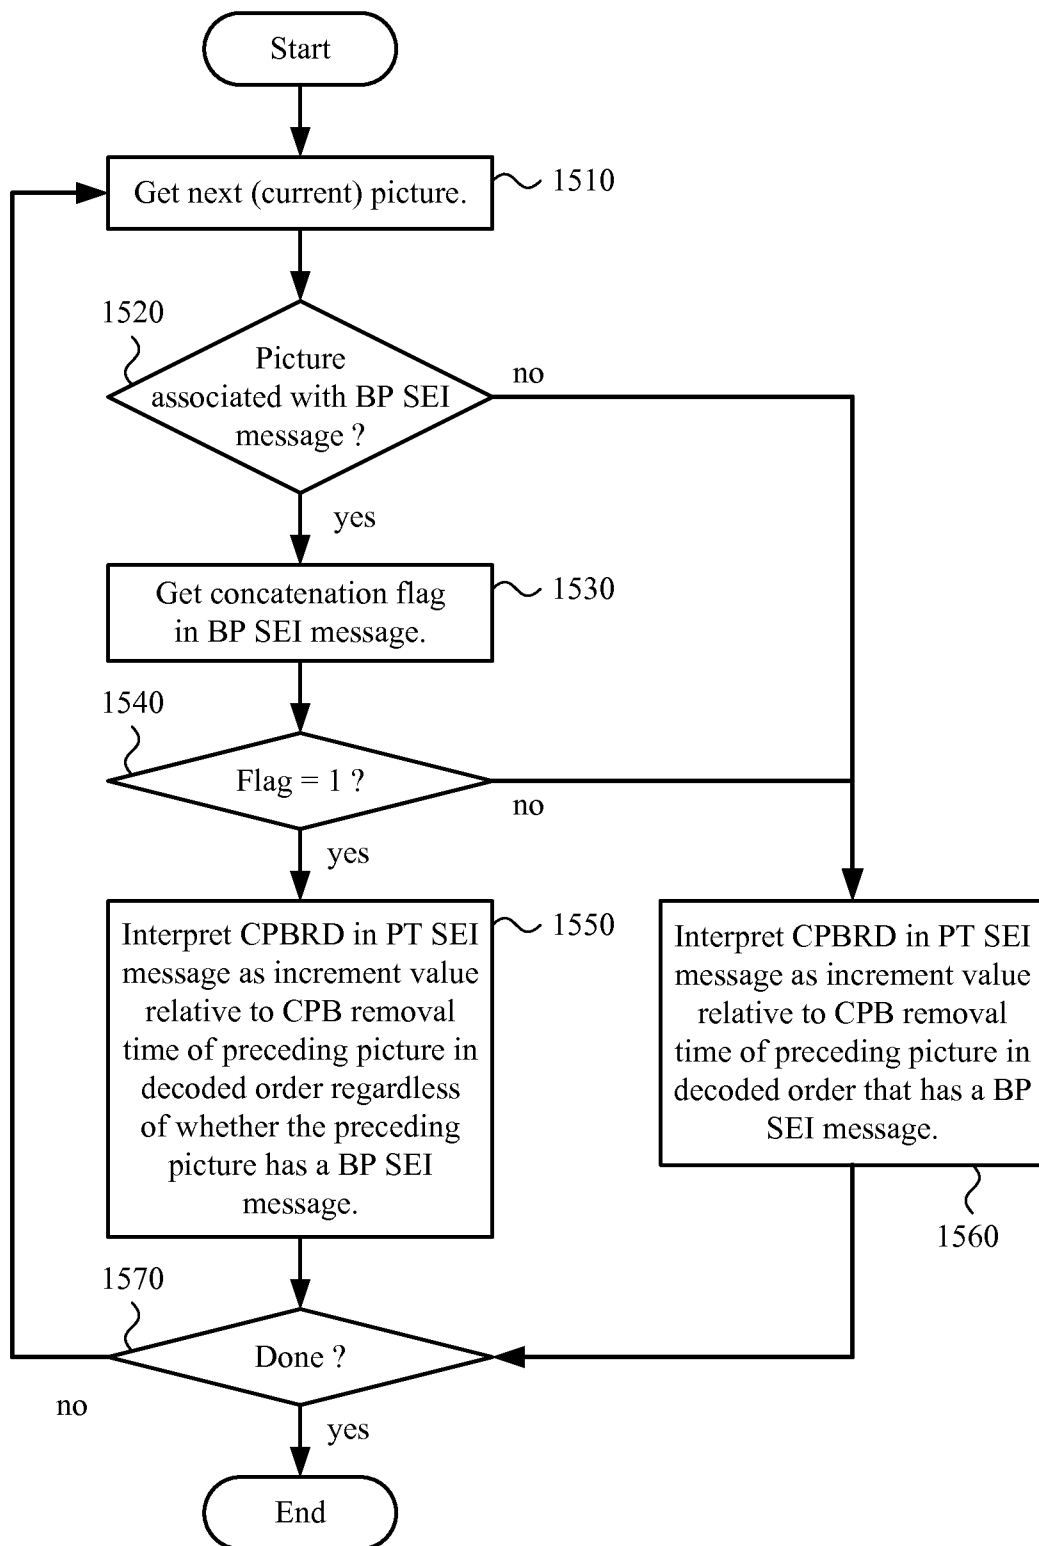 Start
Get next (current) picture.
1510
1520
Picture
associated with BP SEI
message ?
no
yes
Get concatenation flag
in BP SEI message.
1530
1540
Flag = 1 ?
no
yes
Interpret CPBRD in PT SEI
message as increment value
relative to CPB removal
time of preceding picture in
decoded order regardless
of whether the preceding
picture has a BP SEI
message.
1550
Interpret CPBRD in PT SEI
message as increment value
relative to CPB removal
time of preceding picture in
decoded order that has a BP
SEI message.
1560
1570
Done ?
no
yes
End